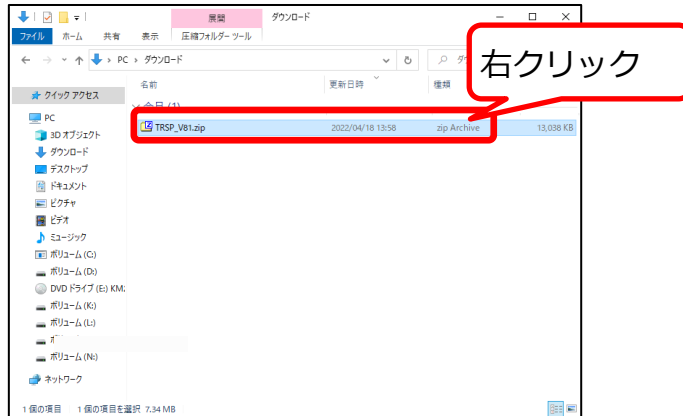 展開
ダウンロード
ファイル ホーム 共有 表示 圧縮フォルダー ツール
PC › ダウンロード
右クリック
名前 更新日時 種類
クイック アクセス
今日 (1)
PC
TRSP_V81.zip 2022/04/18 13:58 zip Archive 13,038 KB
3D オブジェクト
ダウンロード
デスクトップ
ドキュメント
ピクチャ
ビデオ
ミュージック
ボリューム (C:)
ボリューム (D:)
DVD ドライブ (E:) KM
ボリューム (K:)
ボリューム (L:)
ボリューム (N:)
ネットワーク
1 個の項目 1 個の項目を選択 7.34 MB